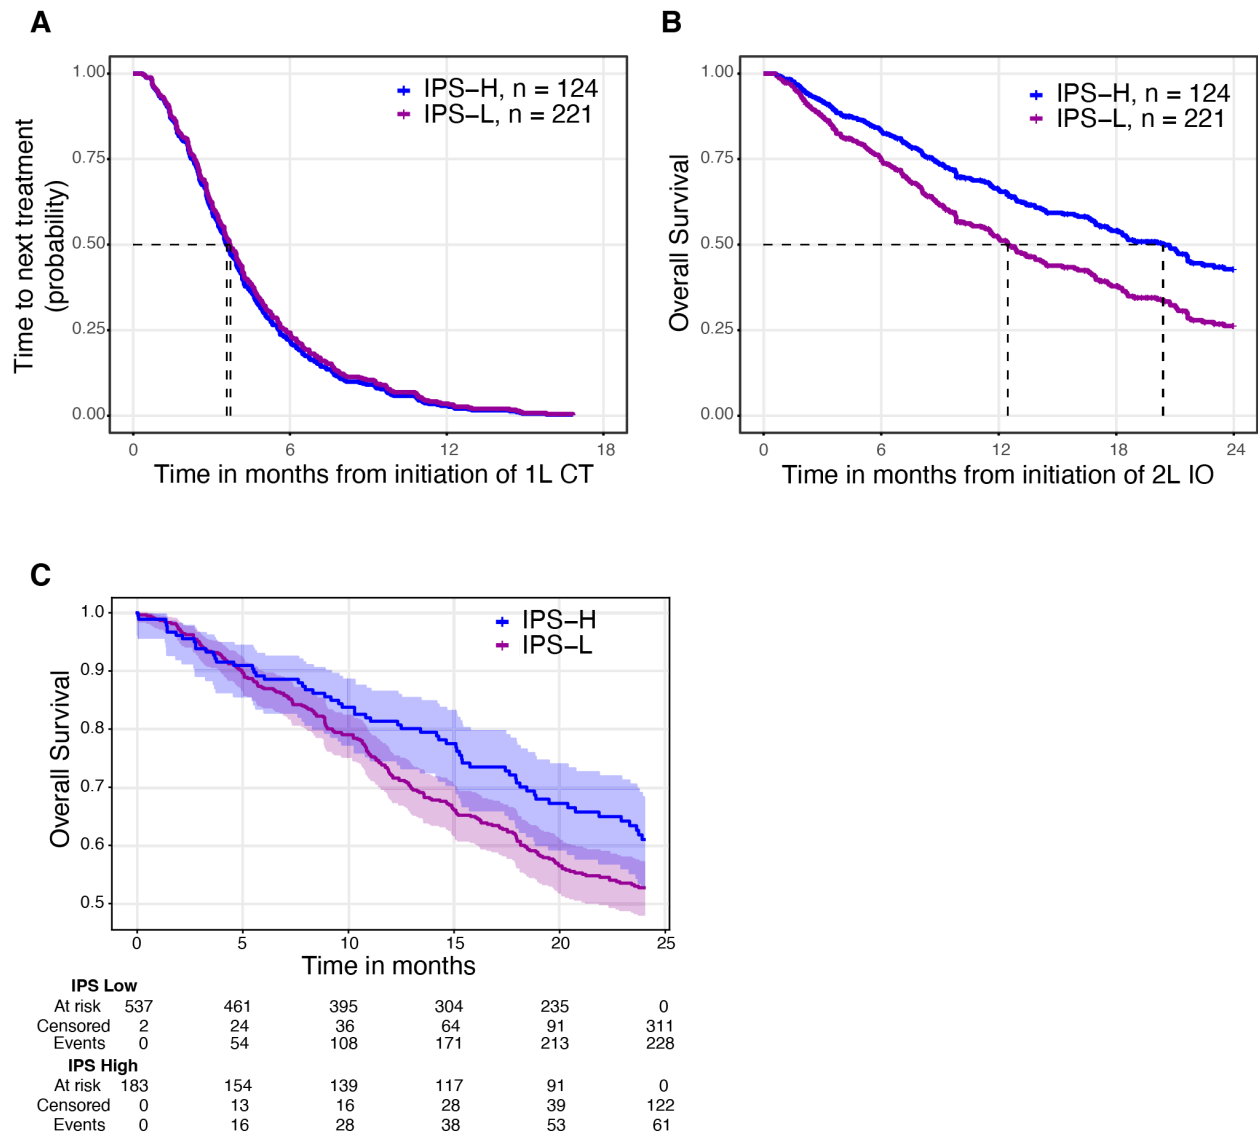 A
Time to next treatment
(probability)
1.00
0.75
0.50
0.25
0.00
IPS–H, n = 124
IPS–L, n = 221
0 6 12 18
Time in months from initiation of 1L CT
B
Overall Survival
1.00
0.75
0.50
0.25
0.00
IPS–H, n = 124
IPS–L, n = 221
0 6 12 18 24
Time in months from initiation of 2L IO
C
Overall Survival
1.0
0.9
0.8
0.7
0.6
0.5
IPS–H
IPS–L
0 5 10 15 20 25
Time in months
IPS Low
At risk 537 461 395 304 235 0
Censored 2 24 36 64 91 311
Events 0 54 108 171 213 228
IPS High
At risk 183 154 139 117 91 0
Censored 0 13 16 28 39 122
Events 0 16 28 38 53 61